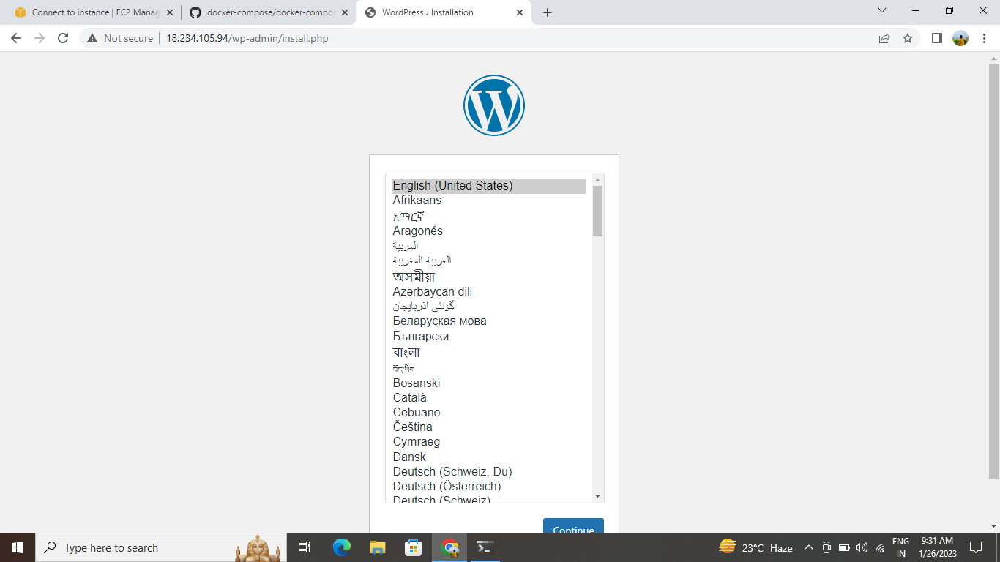 Connect to instance | EC2 Manag
docker-compose/docker-compos
WordPress › Installation
Not secure
18.234.105.94/wp-admin/install.php
English (United States)
Afrikaans
አማርኛ
Aragonés
العربية
العربية المغربية
অসমীয়া
Azərbaycan dili
گؤنئی آذربایجان
Беларуская мова
Български
বাংলা
བོད་ཡིག
Bosanski
Català
Cebuano
Čeština
Cymraeg
Dansk
Deutsch (Schweiz, Du)
Deutsch (Österreich)
Deutsch (Schweiz)
Continue
Type here to search
23°C Haze
ENG
IN
9:31 AM
1/26/2023